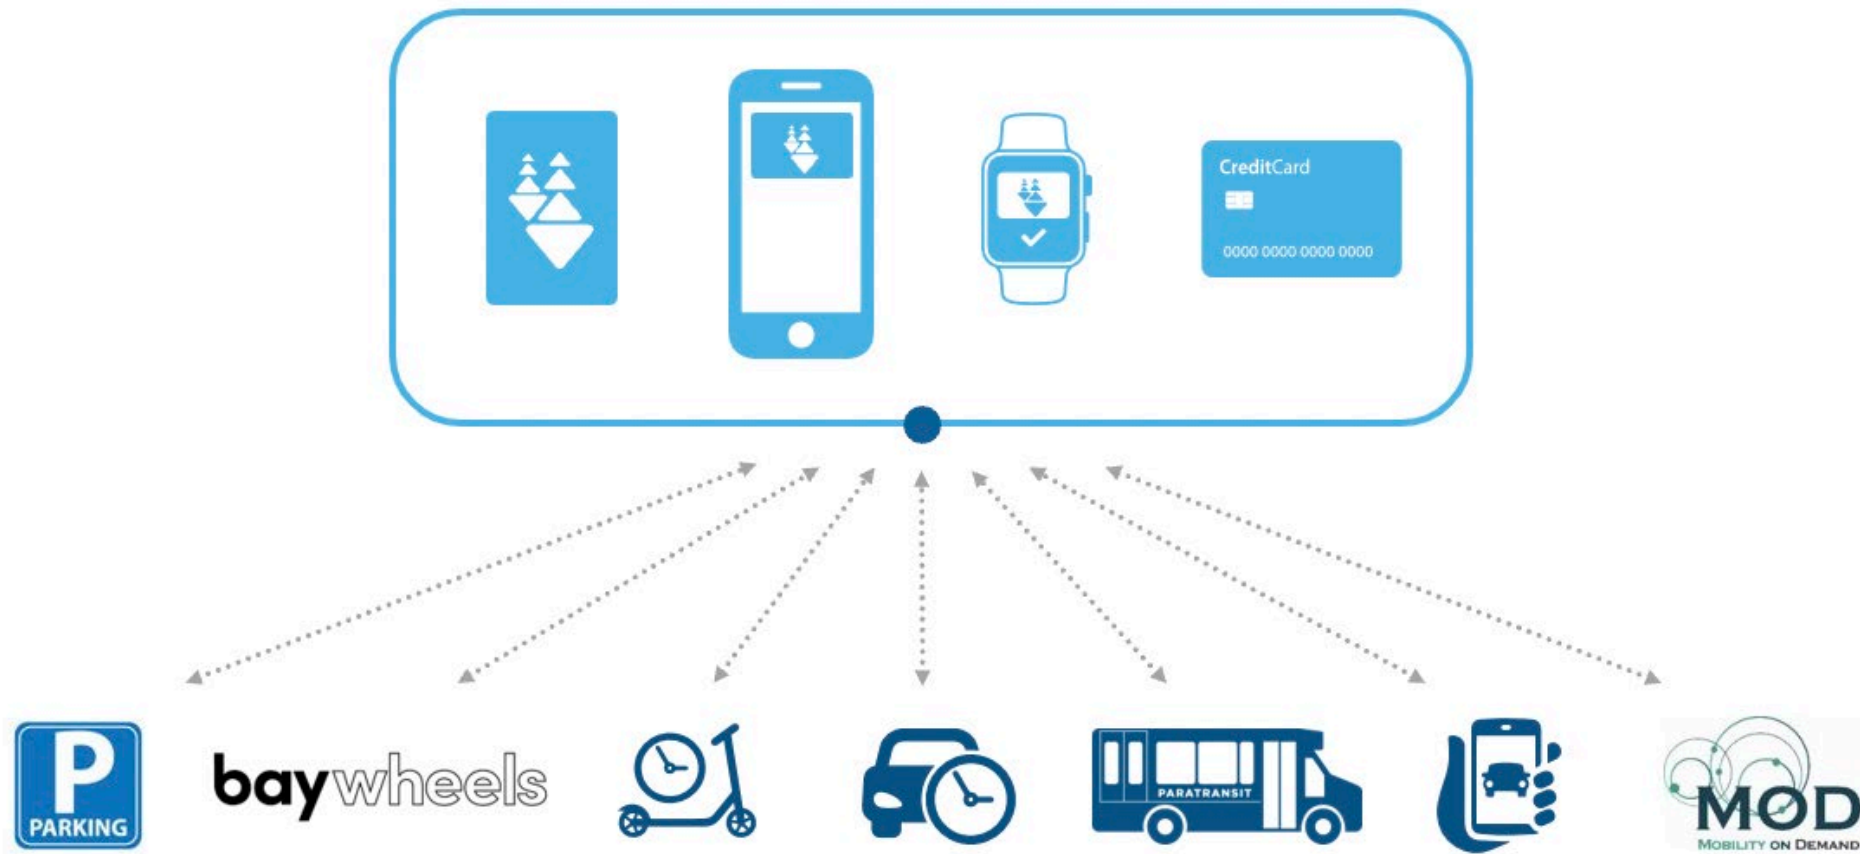 CreditCard
0000 0000 0000 0000
P
PARKING
baywheels
PARATRANSIT
MOD
MOBILITY ON DEMAND